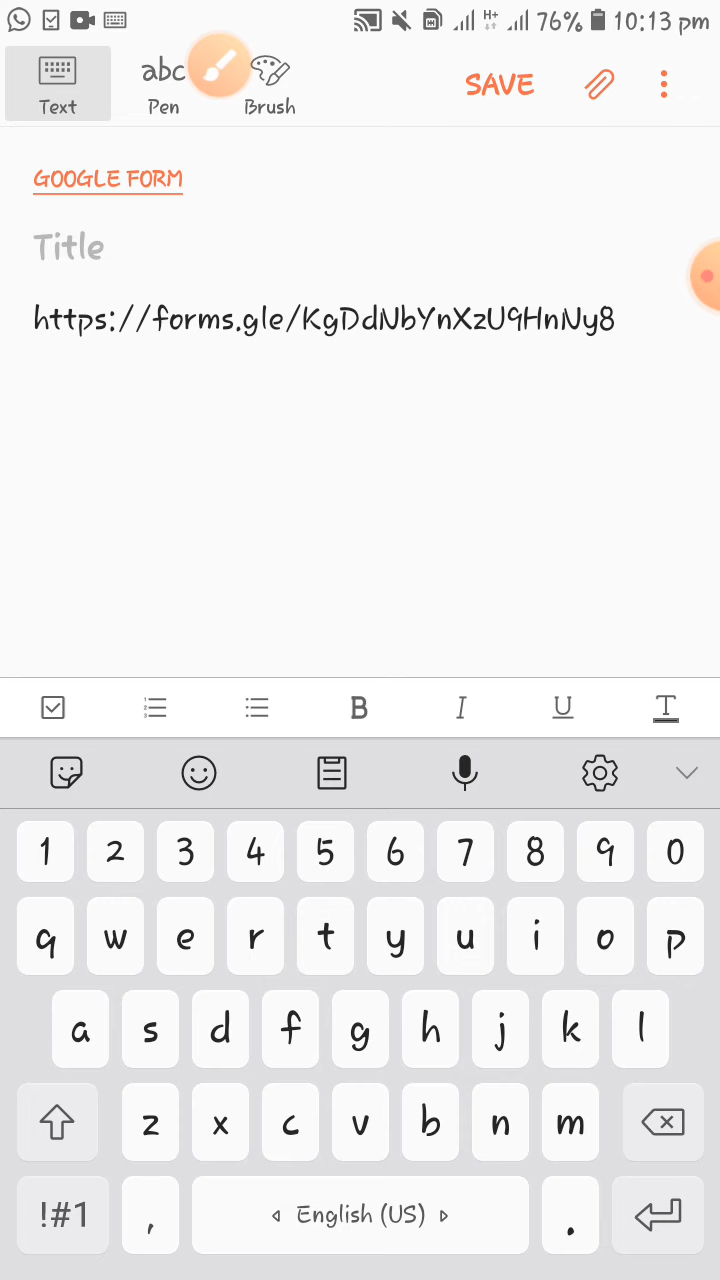 76% 10:13 pm
abc
Text Pen Brush SAVE
GOOGLE FORM
Title
https://forms.gle/KgDdNbYnXzU9HnNy8
B I U T
1 2 3 4 5 6 7 8 9 0
q w e r t y u i o p
a s d f g h j k l
z x c v b n m
!#1 , English (US) .